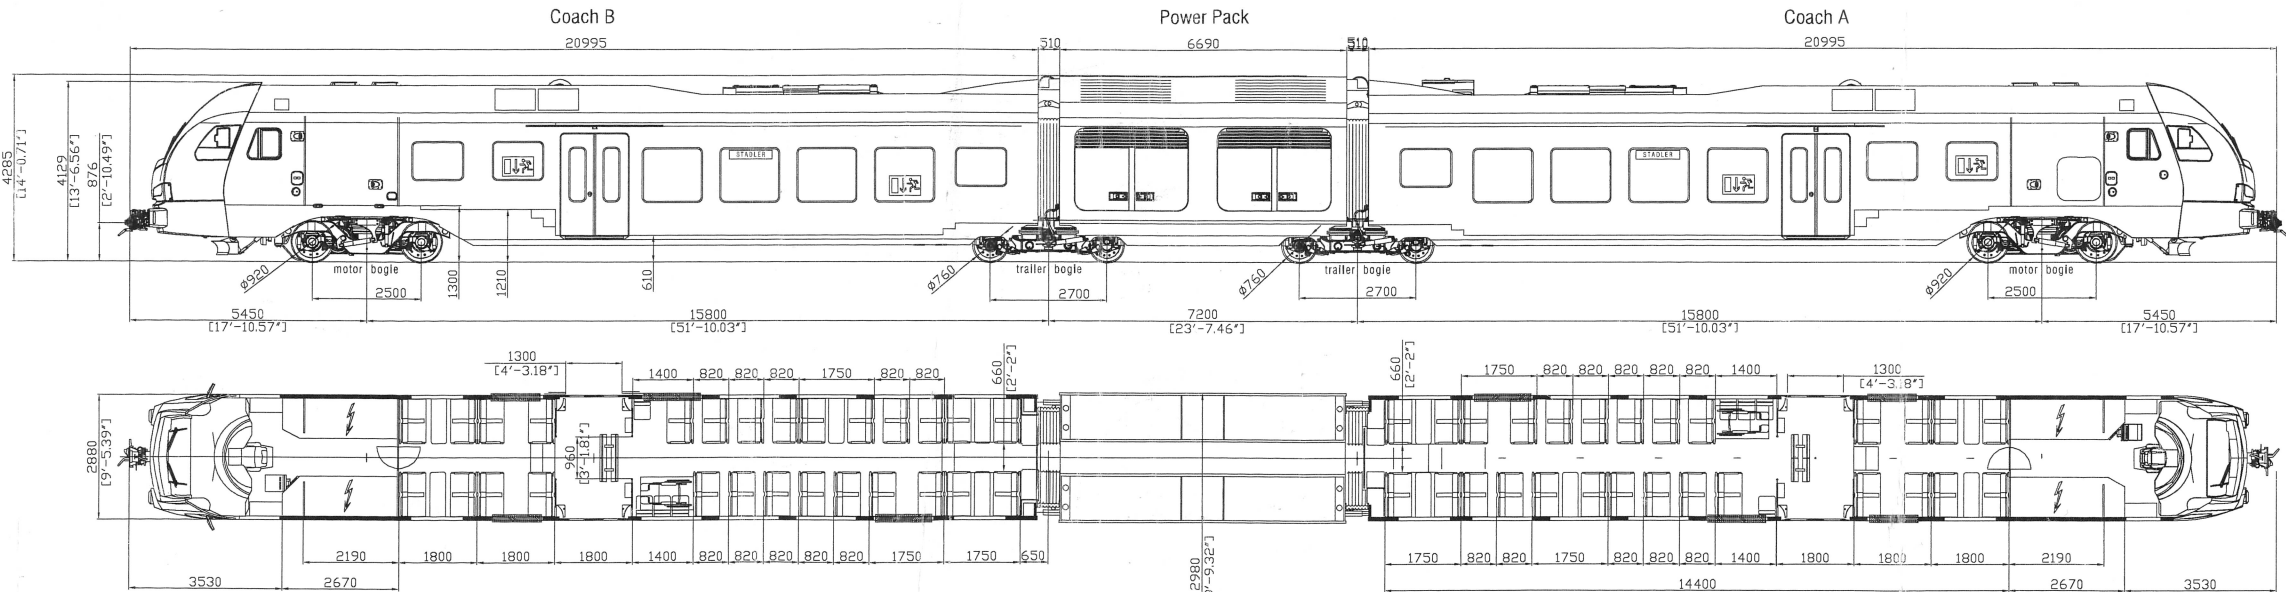 Coach B Power Pack Coach A
20995 510 6690 510 20995
4285
[14'-0.71"]
4129
[13'-6.56"]
876
[2'-10.49"]
STADLER STADLER
motor bogie trailer bogie trailer bogie motor bogie
ø920 2500 1300 1210 610 ø760 2700 ø760 2700 ø920 2500
5450 15800 7200 15800 5450
[17'-10.57"] [51'-10.03"] [23'-7.46"] [51'-10.03"] [17'-10.57"]
1300
[4'-3.18"]
1400 820 820 820 1750 820 820
660
[2'-2"]
660
[2'-2"]
1750 820 820 820 820 820 1400
1300
[4'-3.18"]
2880
[9'-5.39"]
960
[3'-1.81"]
2190 1800 1800 1800 1400 820 820 820 820 820 1750 1750 650
2980
'-9.32"]
1750 820 820 1750 820 820 820 1400 1800 1800 1800 2190
3530 2670 14400 2670 3530